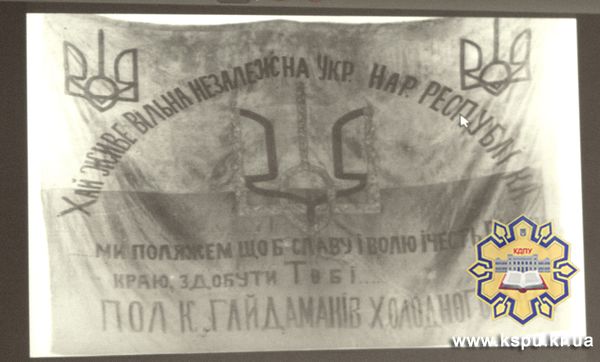 ХАЙ ЖИВЕ ВІЛЬНА НЕЗАЛЕЖНА УКР. НАР. РЕСПУБЛІКА
МИ ПОЛЯЖЕМ ЩОБ СЛАВУ І ВОЛЮ І ЧЕСТЬ
КРАЮ, ЗДОБУТ ТОБІ....
ПОЛК, ГАЙДАМАКІВ ХОЛОДНОГО
КДПУ
www.kspu.kr.ua